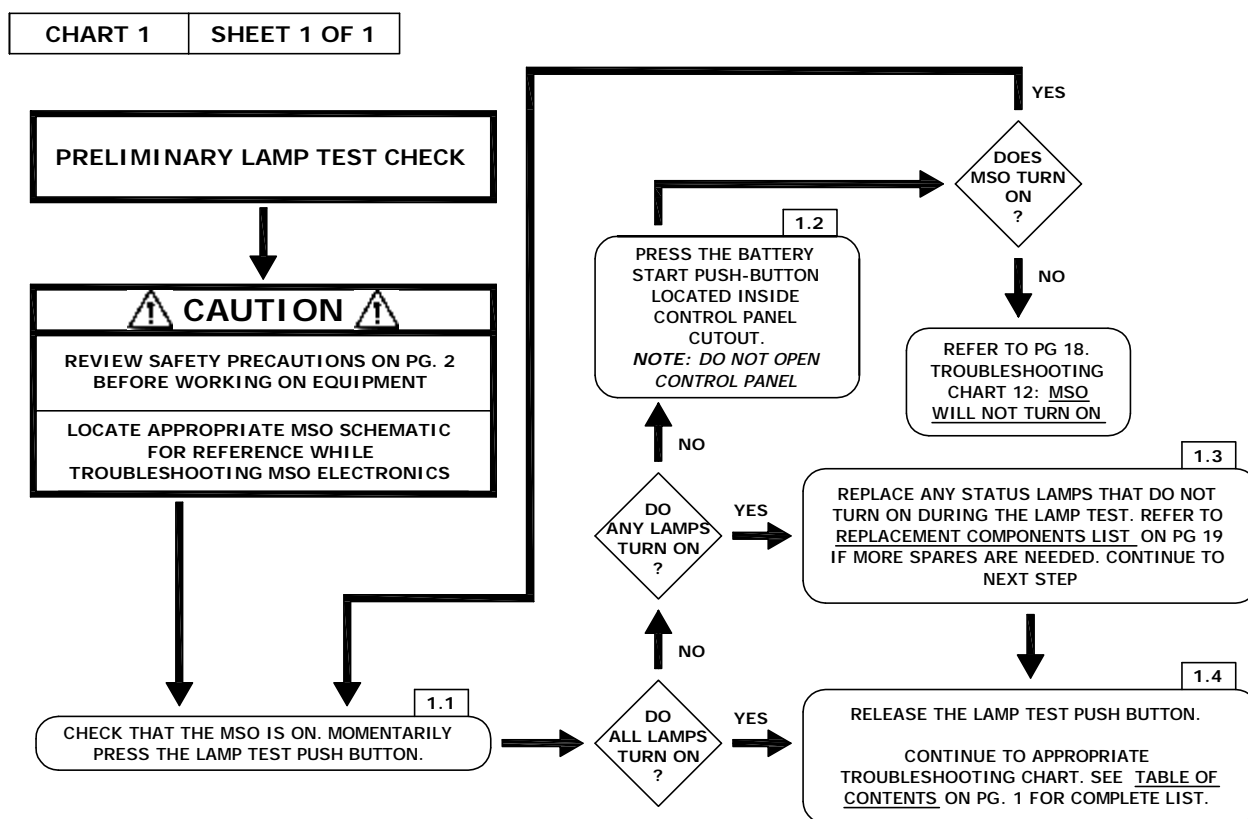 CHART 1
SHEET 1 OF 1
PRELIMINARY LAMP TEST CHECK
CAUTION
REVIEW SAFETY PRECAUTIONS ON PG. 2
BEFORE WORKING ON EQUIPMENT
LOCATE APPROPRIATE MSO SCHEMATIC
FOR REFERENCE WHILE
TROUBLESHOOTING MSO ELECTRONICS
1.1
CHECK THAT THE MSO IS ON. MOMENTARILY
PRESS THE LAMP TEST PUSH BUTTON.
DO
ALL LAMPS
TURN ON
?
YES
NO
DO
ANY LAMPS
TURN ON
?
YES
NO
1.2
PRESS THE BATTERY
START PUSH-BUTTON
LOCATED INSIDE
CONTROL PANEL
CUTOUT.
NOTE: DO NOT OPEN
CONTROL PANEL
DOES
MSO TURN
ON
?
YES
NO
REFER TO PG 18.
TROUBLESHOOTING
CHART 12: MSO
WILL NOT TURN ON
1.3
REPLACE ANY STATUS LAMPS THAT DO NOT
TURN ON DURING THE LAMP TEST. REFER TO
REPLACEMENT COMPONENTS LIST ON PG 19
IF MORE SPARES ARE NEEDED. CONTINUE TO
NEXT STEP
1.4
RELEASE THE LAMP TEST PUSH BUTTON.
CONTINUE TO APPROPRIATE
TROUBLESHOOTING CHART. SEE TABLE OF
CONTENTS ON PG. 1 FOR COMPLETE LIST.